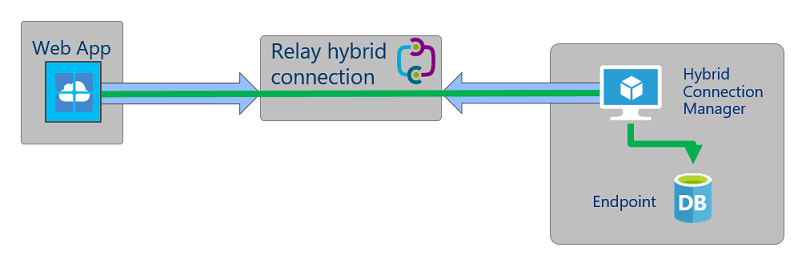 Web App
Relay hybrid
connection
Hybrid
Connection
Manager
Endpoint
DB